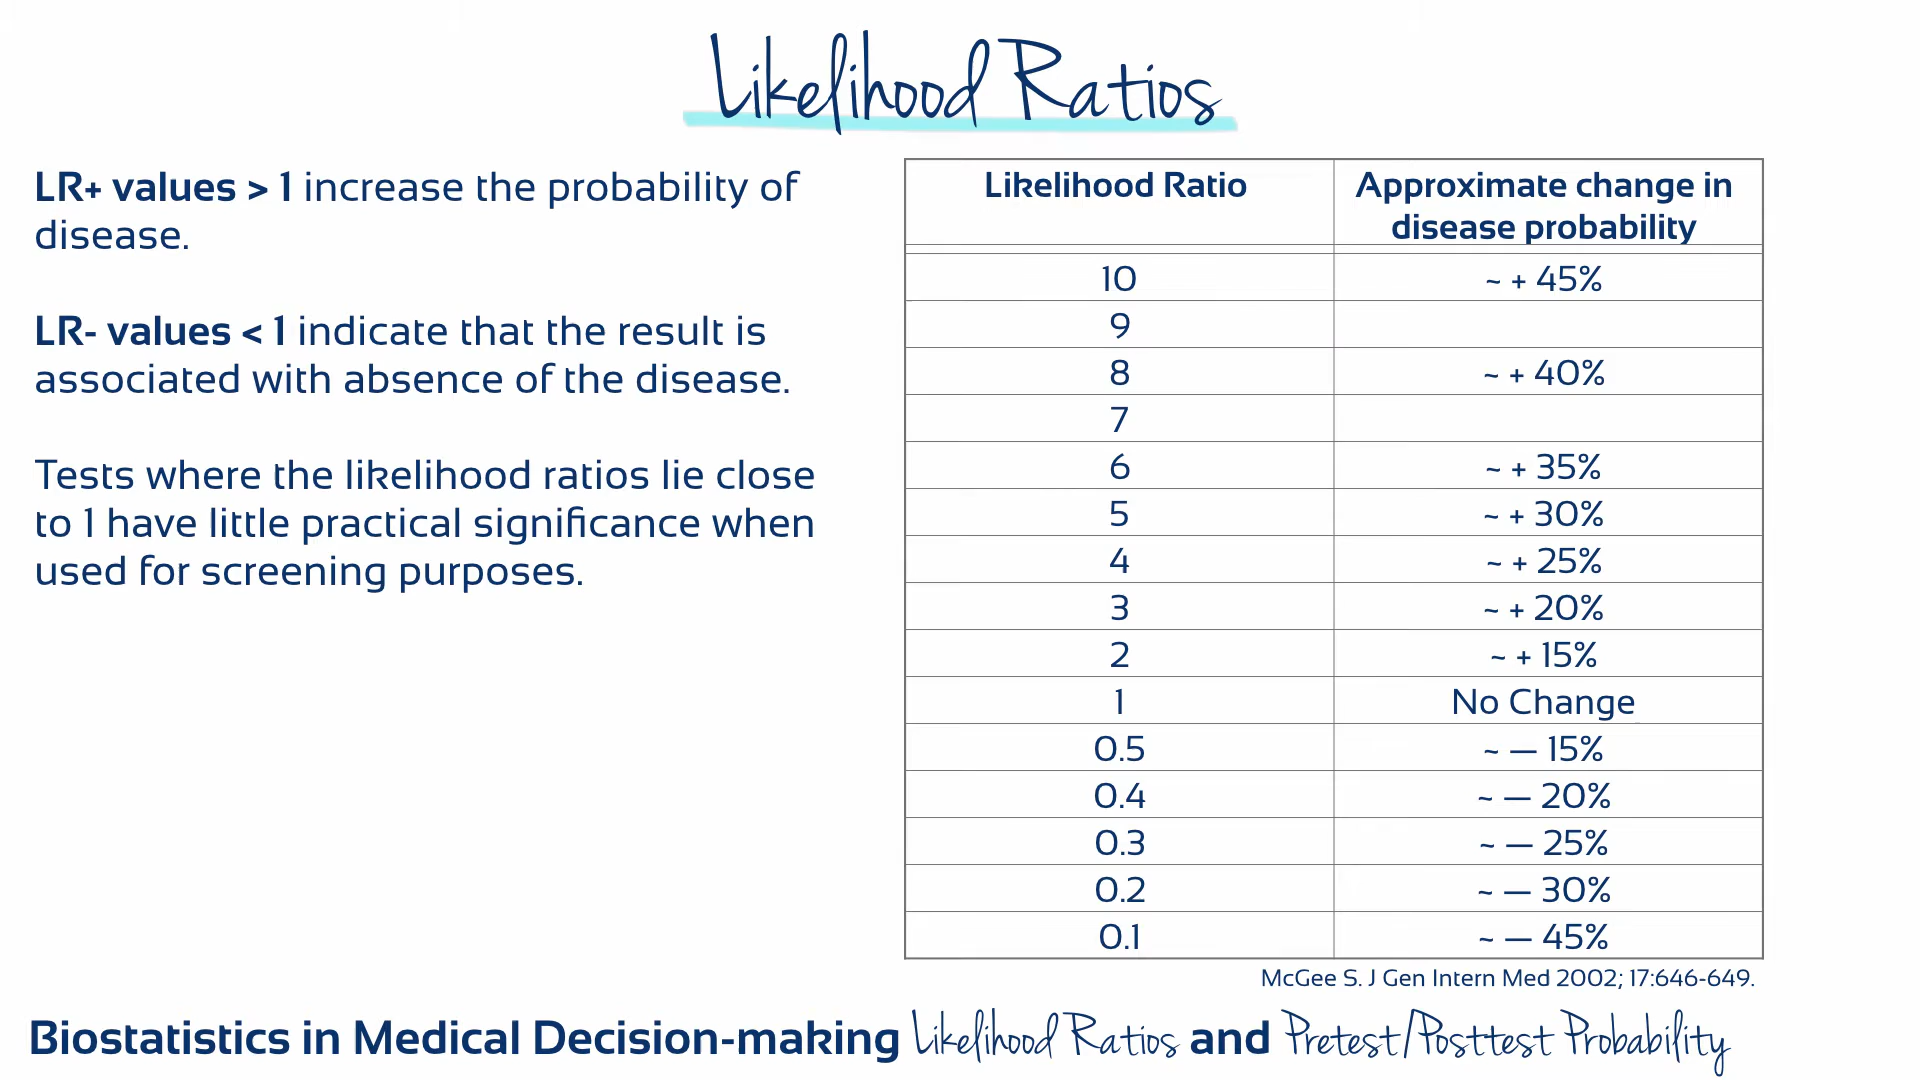 Likelihood Ratios
LR+ values > 1 increase the probability of
disease.
LR- values < 1 indicate that the result is
associated with absence of the disease.
Tests where the likelihood ratios lie close
to 1 have little practical significance when
used for screening purposes.
Likelihood Ratio Approximate change in
disease probability
10 ~ + 45%
9
8 ~ + 40%
7
6 ~ + 35%
5 ~ + 30%
4 ~ + 25%
3 ~ + 20%
2 ~ + 15%
1 No Change
0.5 ~ — 15%
0.4 ~ — 20%
0.3 ~ — 25%
0.2 ~ — 30%
0.1 ~ — 45%
McGee S. J Gen Intern Med 2002; 17:646-649.
Biostatistics in Medical Decision-making Likelihood Ratios and Pretest/Posttest Probability